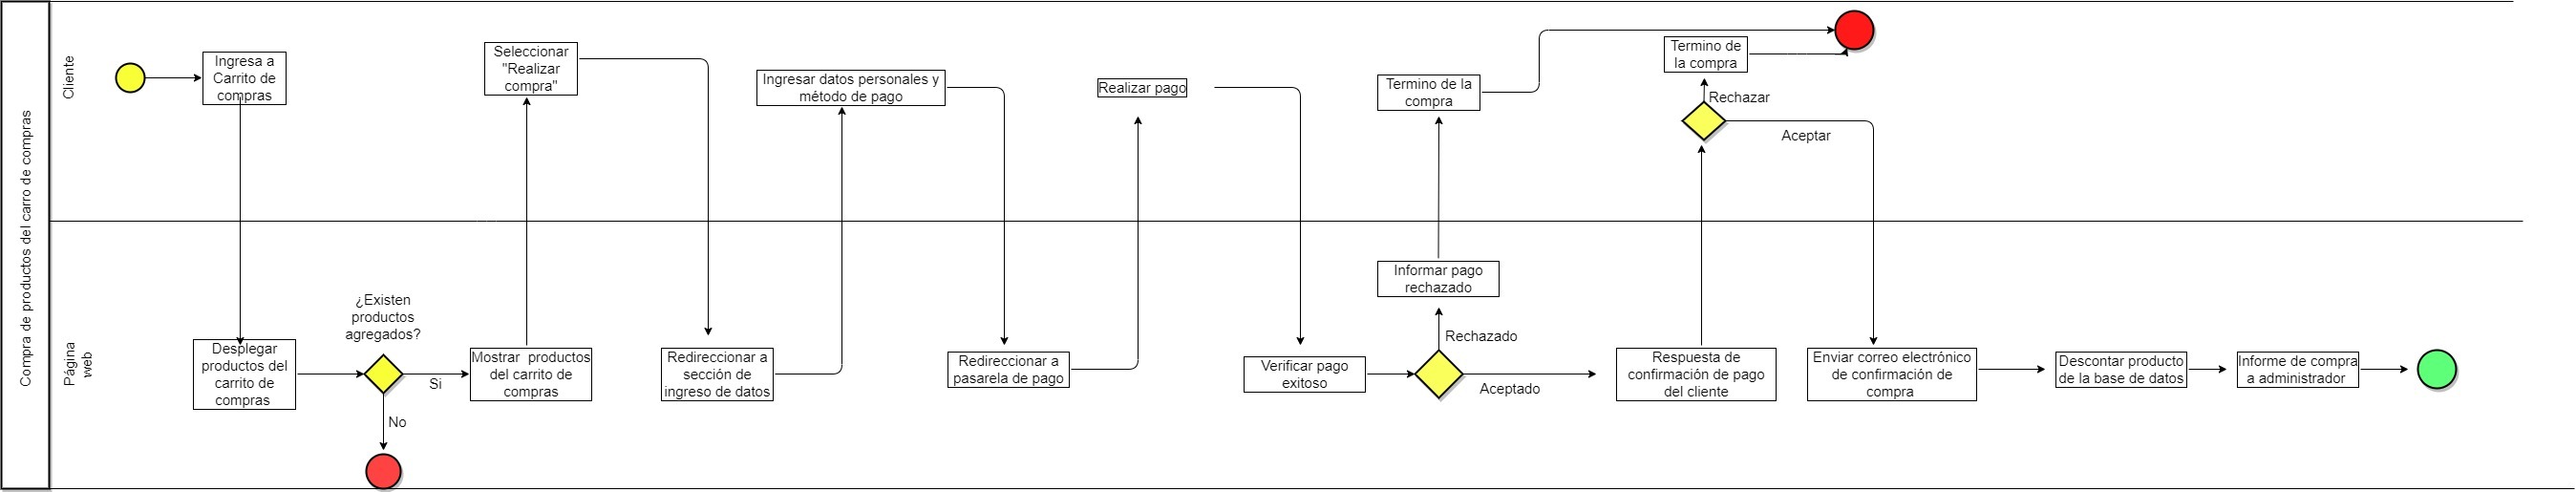 Compra de productos del carro de compras
Cliente
Ingresa a
Carrito de
compras
Seleccionar
"Realizar
compra"
Ingresar datos personales y
método de pago
Realizar pago
Termino de la
compra
Termino de
la compra
Rechazar
Aceptar
Página
web
Desplegar
productos del
carrito de
compras
¿Existen
productos
agregados?
Si
No
Mostrar productos
del carrito de
compras
Redireccionar a
sección de
ingreso de datos
Redireccionar a
pasarela de pago
Verificar pago
exitoso
Informar pago
rechazado
Rechazado
Aceptado
Respuesta de
confirmación de pago
del cliente
Enviar correo electrónico
de confirmación de
compra
Descontar producto
de la base de datos
Informe de compra
a administrador